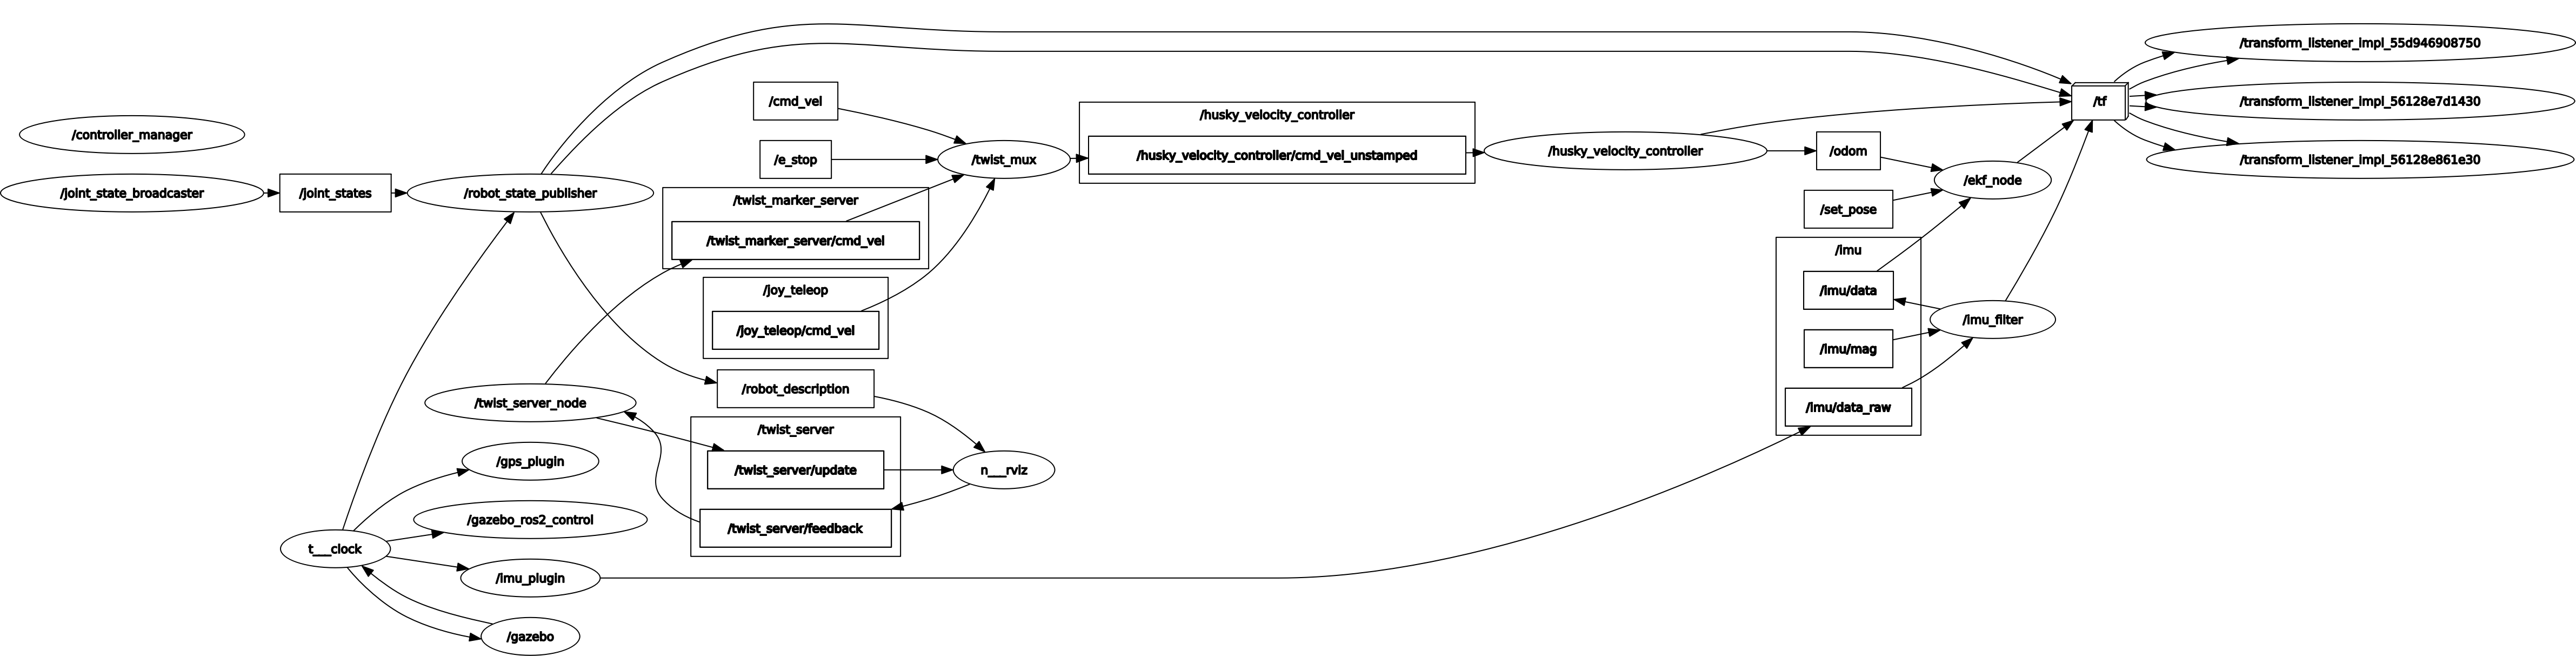 /controller_manager
/joint_state_broadcaster
/joint_states
/robot_state_publisher
/twist_server_node
/gps_plugin
/gazebo_ros2_control
t___clock
/imu_plugin
/gazebo
/cmd_vel
/e_stop
/twist_marker_server
/twist_marker_server/cmd_vel
/joy_teleop
/joy_teleop/cmd_vel
/robot_description
/twist_server
/twist_server/update
/twist_server/feedback
/twist_mux
n___rviz
/husky_velocity_controller
/husky_velocity_controller/cmd_vel_unstamped
/husky_velocity_controller
/odom
/set_pose
/imu
/imu/data
/imu/mag
/imu/data_raw
/ekf_node
/imu_filter
/tf
/transform_listener_impl_55d946908750
/transform_listener_impl_56128e7d1430
/transform_listener_impl_56128e861e30